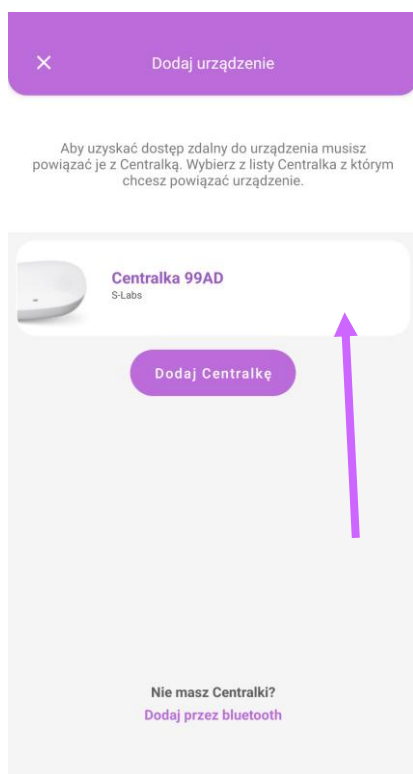 Dodaj urządzenie
Aby uzyskać dostęp zdalny do urządzenia musisz
powiązać je z Centralką. Wybierz z listy Centralka z którym
chcesz powiązać urządzenie.
Centralka 99AD
S-Labs
Dodaj Centralkę
Nie masz Centralki?
Dodaj przez bluetooth